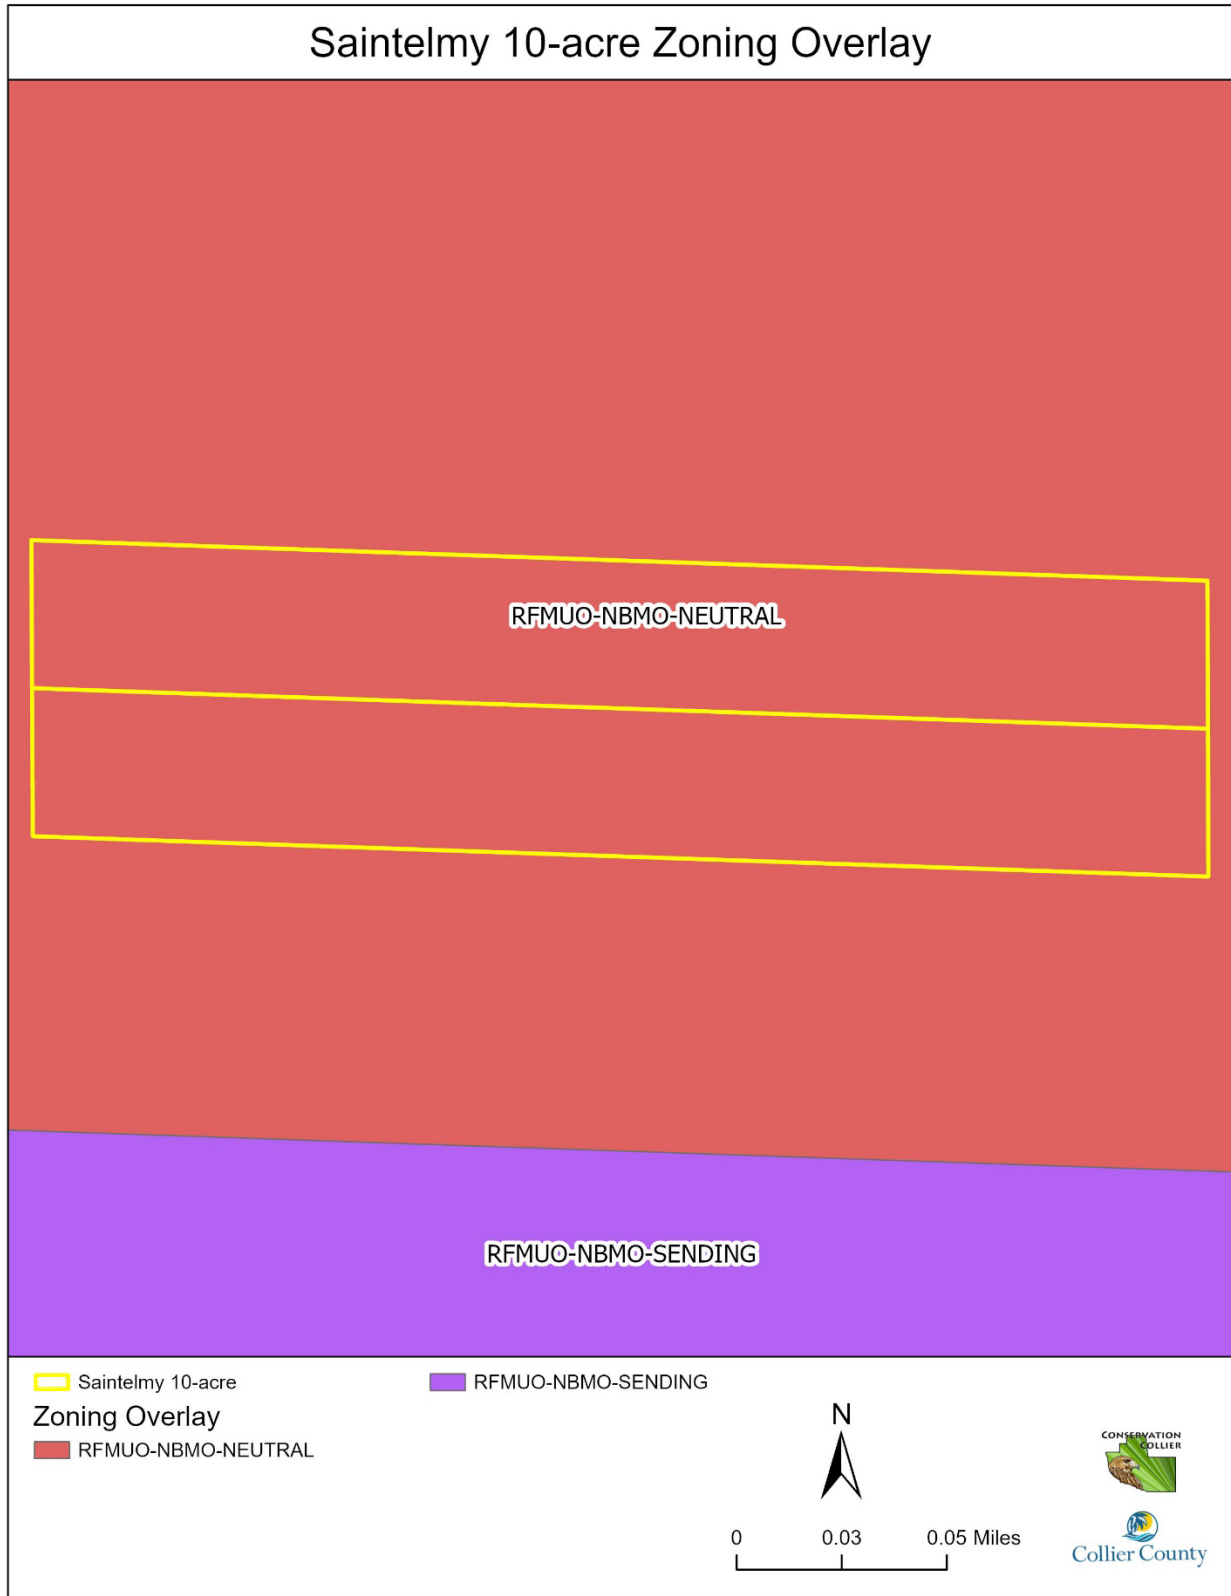 Saintelmy 10-acre Zoning Overlay
RFMUO-NBMO-NEUTRAL
RFMUO-NBMO-SENDING
Saintelmy 10-acre
RFMUO-NBMO-SENDING
Zoning Overlay
RFMUO-NBMO-NEUTRAL
N
0 0.03 0.05 Miles
CONSERVATION
COLLIER
Collier County